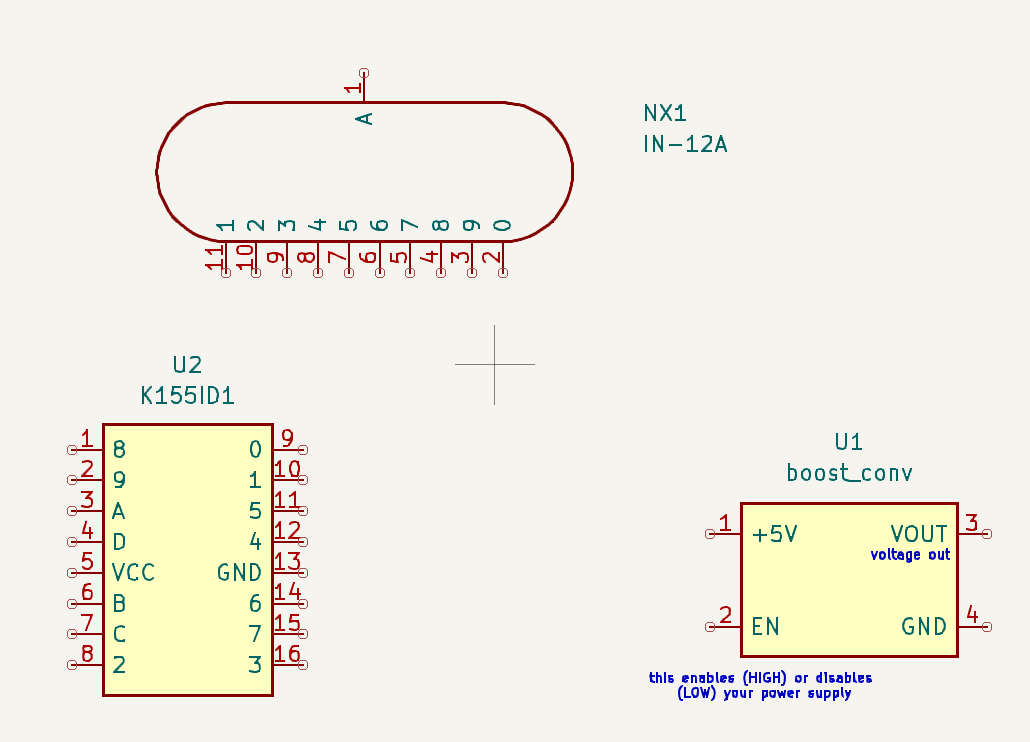 1
A
NX1
IN-12A
1 2 3 4 5 6 7 8 9 0
11 10 9 8 7 6 5 4 3 2
U2
K155ID1
1 8 0 9
2 9 1 10
3 A 5 11
4 D 4 12
5 VCC GND 13
6 B 6 14
7 C 7 15
8 2 3 16
U1
boost_conv
1 +5V VOUT 3
voltage out
2 EN GND 4
this enables (HIGH) or disables
(LOW) your power supply